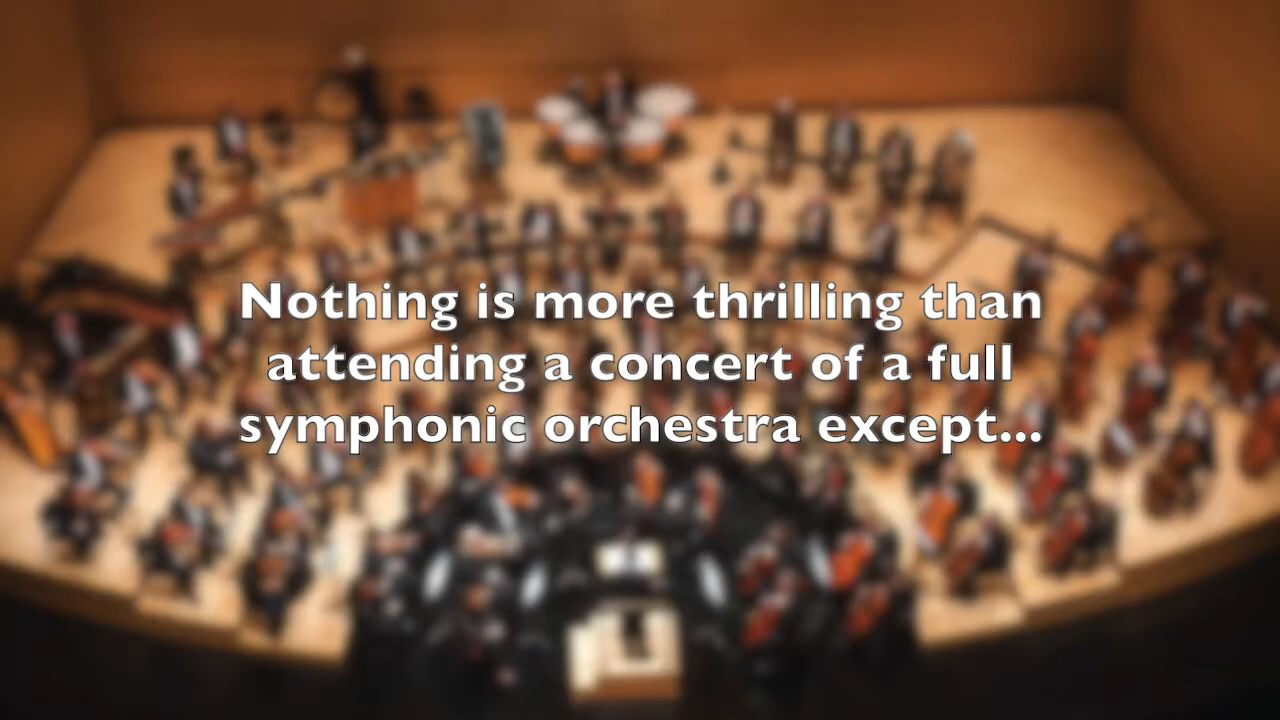 Nothing is more thrilling than
attending a concert of a full
symphonic orchestra except...